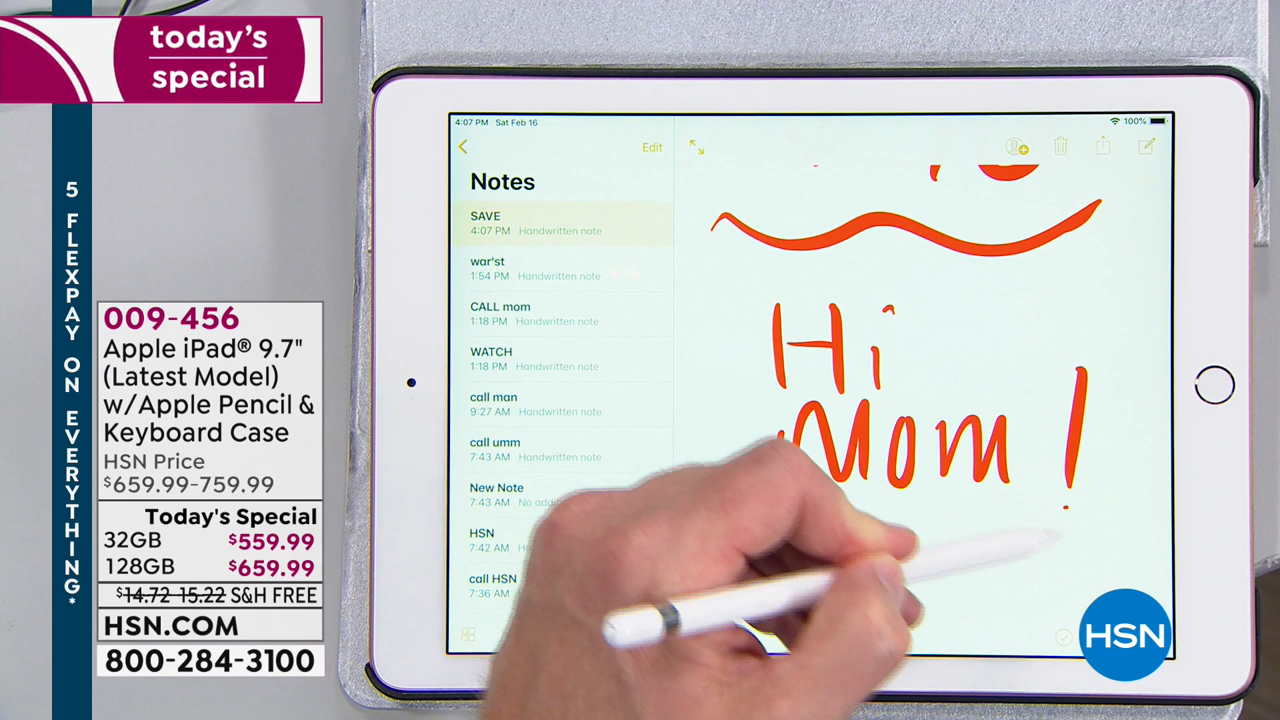 today's
special
5 FLEXPAY ON EVERYTHING*
009-456
Apple iPad® 9.7"
(Latest Model)
w/Apple Pencil &
Keyboard Case
HSN Price
$659.99-759.99
Today's Special
32GB $559.99
128GB $659.99
$14.72-15.22 S&H FREE
HSN.COM
800-284-3100
4:07 PM Sat Feb 16
100%
Edit
Notes
SAVE
4:07 PM Handwritten note
war'st
1:54 PM Handwritten note
CALL mom
1:18 PM Handwritten note
WATCH
1:18 PM Handwritten note
call man
9:27 AM Handwritten note
call umm
7:43 AM Handwritten note
New Note
7:43 AM No
HSN
7:42 AM
call HSN
7:36 AM
Hi
Mom!
HSN